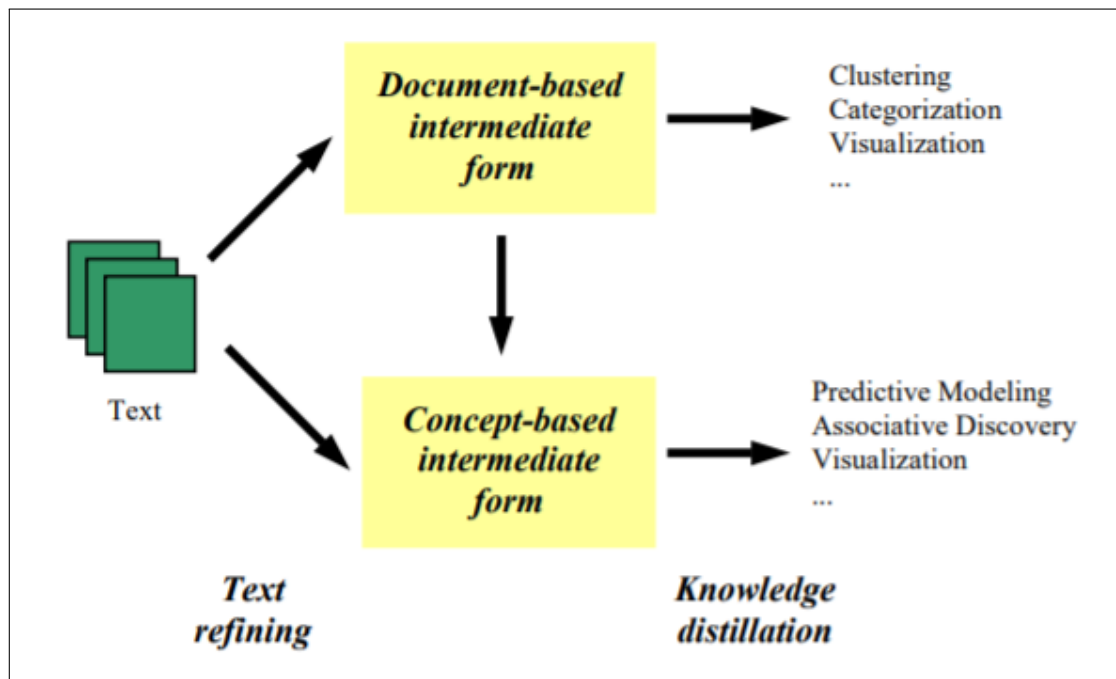 Document-based
intermediate
form
Clustering
Categorization
Visualization
...
Text
Concept-based
intermediate
form
Predictive Modeling
Associative Discovery
Visualization
...
Text
refining
Knowledge
distillation